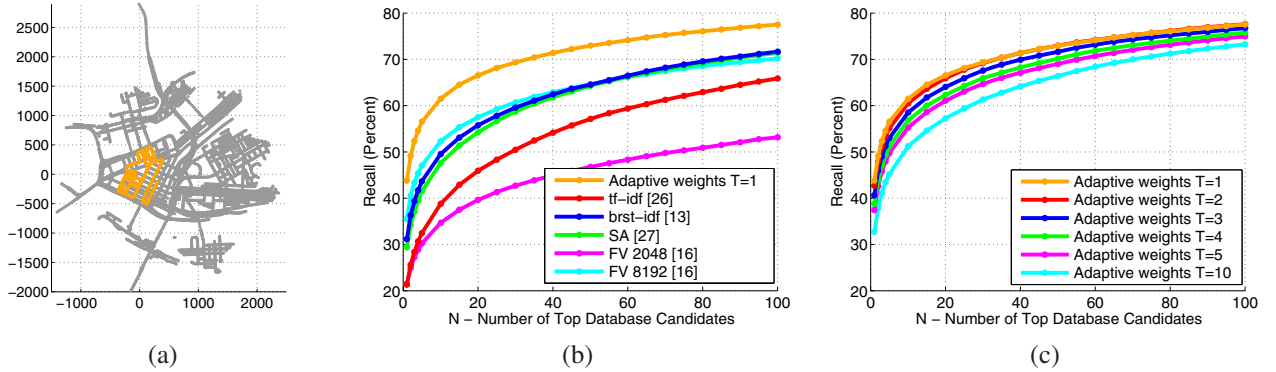 2500
2000
1500
1000
500
0
−500
−1000
−1500
−2000
−1000 0 1000 2000
(a)
Recall (Percent)
80
70
60
50
40
30
20
0 20 40 60 80 100
N − Number of Top Database Candidates
Adaptive weights T=1
tf−idf [26]
brst−idf [13]
SA [27]
FV 2048 [16]
FV 8192 [16]
(b)
Recall (Percent)
80
70
60
50
40
30
20
0 20 40 60 80 100
N − Number of Top Database Candidates
Adaptive weights T=1
Adaptive weights T=2
Adaptive weights T=3
Adaptive weights T=4
Adaptive weights T=5
Adaptive weights T=10
(c)